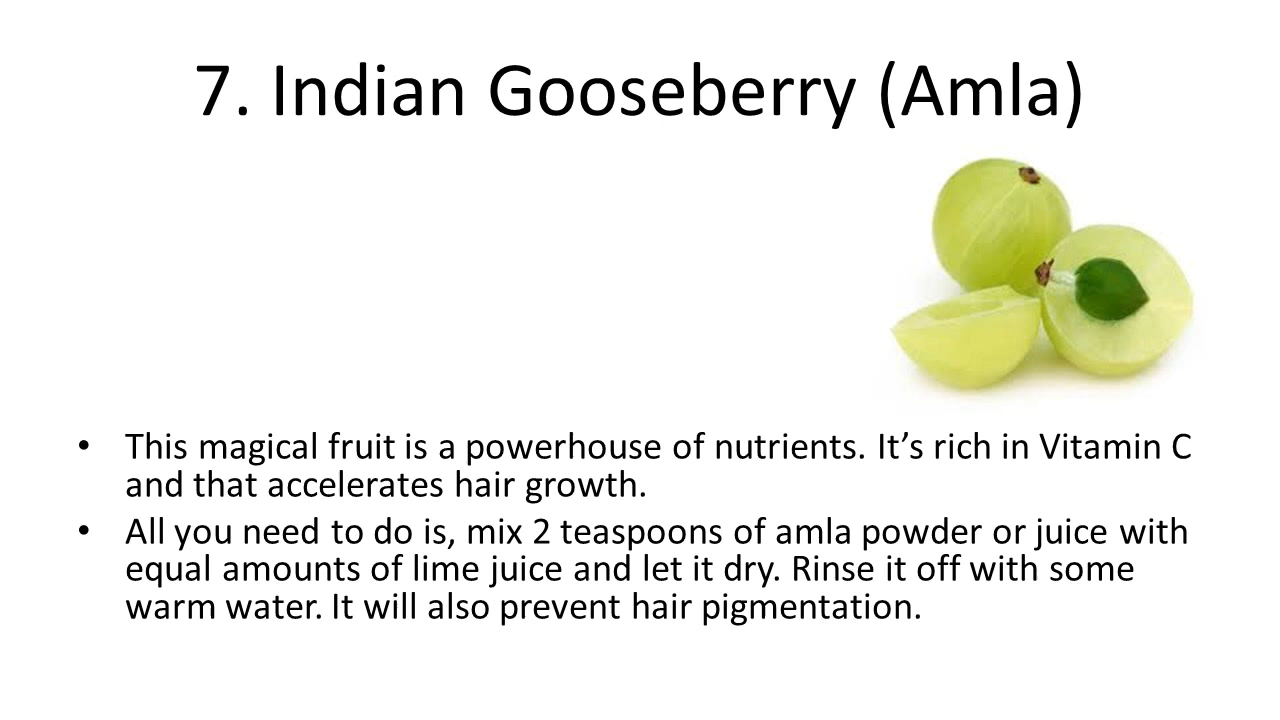 7. Indian Gooseberry (Amla)
• This magical fruit is a powerhouse of nutrients. It’s rich in Vitamin C
and that accelerates hair growth.
• All you need to do is, mix 2 teaspoons of amla powder or juice with
equal amounts of lime juice and let it dry. Rinse it off with some
warm water. It will also prevent hair pigmentation.